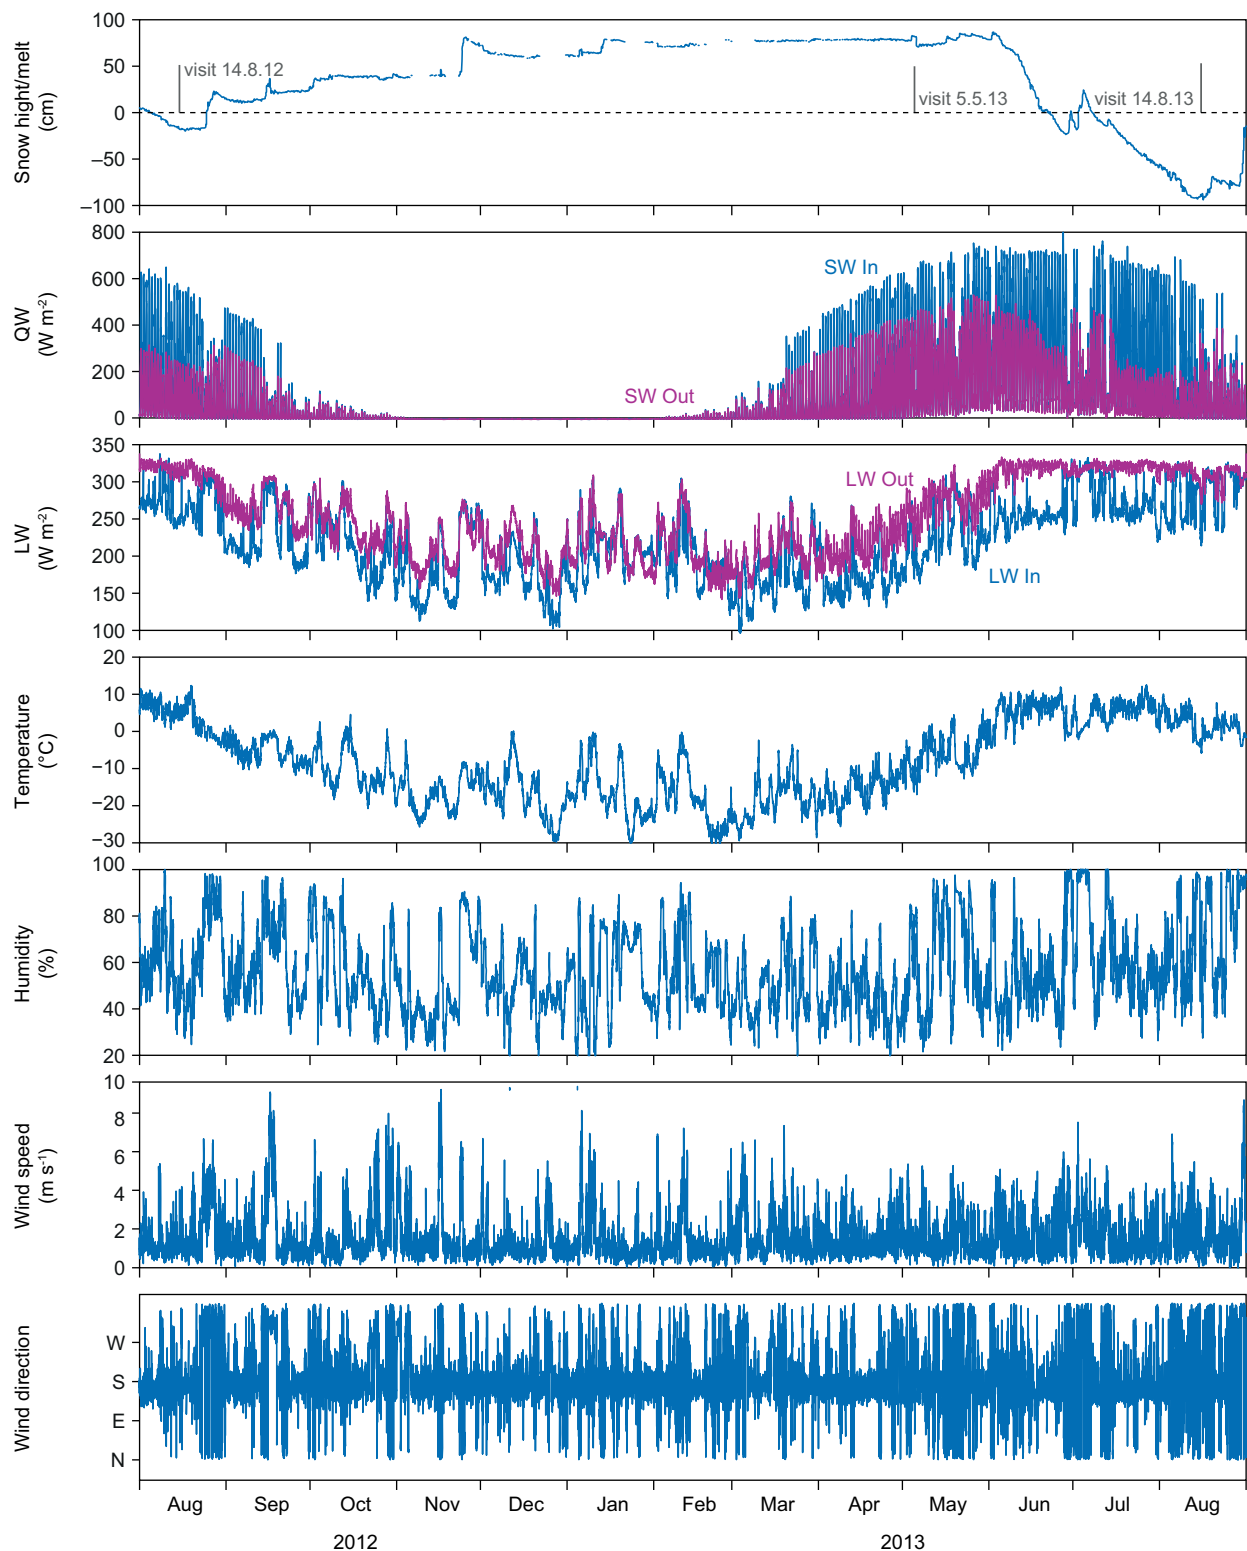 Snow hight/melt
(cm)
100
50
0
–50
–100
visit 14.8.12
visit 5.5.13
visit 14.8.13
QW
(W m-2)
800
600
400
200
0
SW In
SW Out
LW
(W m-2)
350
300
250
200
150
100
LW Out
LW In
Temperature
(°C)
20
10
0
–10
–20
–30
Humidity
(%)
100
80
60
40
20
Wind speed
(m s-1)
10
8
6
4
2
0
Wind direction
W
S
E
N
Aug Sep Oct Nov Dec Jan Feb Mar Apr May Jun Jul Aug
2012 2013